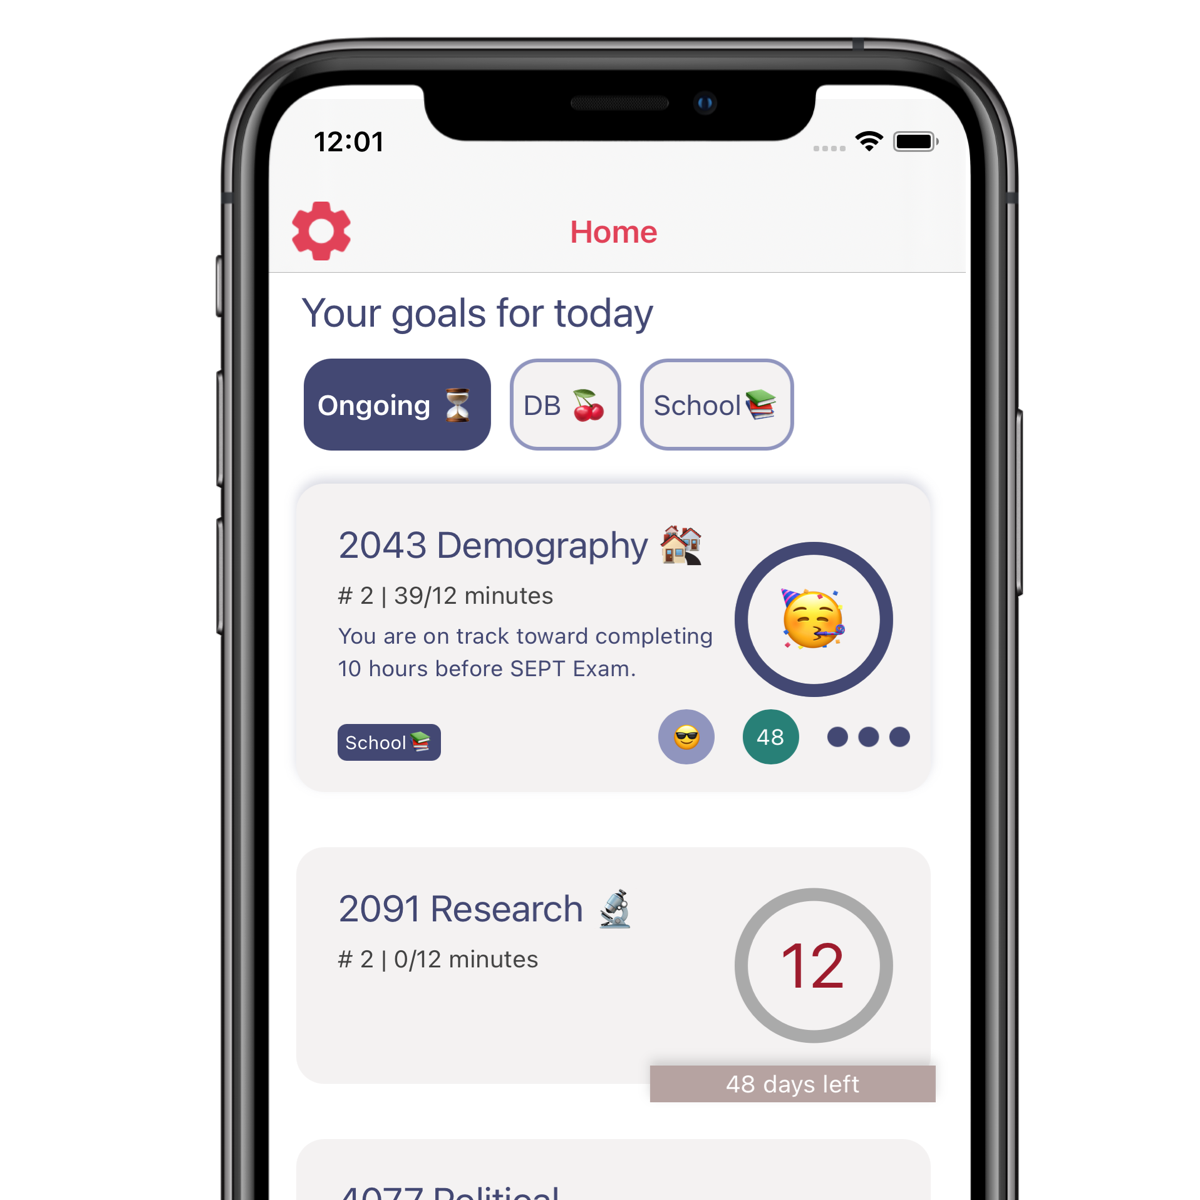 12:01
Home
Your goals for today
Ongoing ⏳
DB 🍒
School📚
2043 Demography 🏘️
# 2 | 39/12 minutes
You are on track toward completing
10 hours before SEPT Exam.
School📚
48
2091 Research 🔬
# 2 | 0/12 minutes
12
48 days left
4077 Political